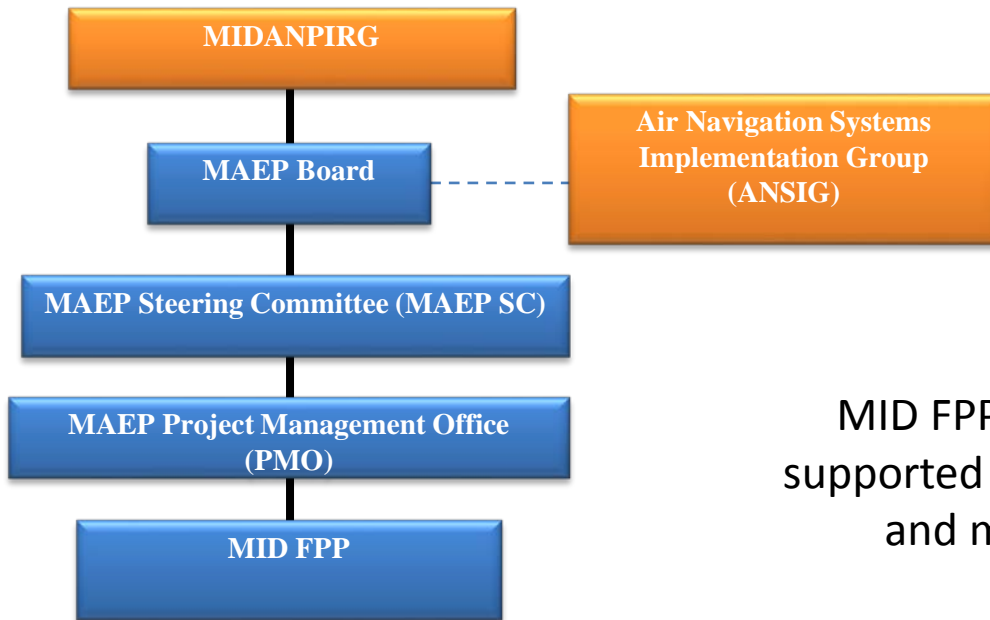 MIDANPIRG
Air Navigation Systems
Implementation Group
(ANSIG)
MAEP Board
MAEP Steering Committee (MAEP SC)
MAEP Project Management Office
(PMO)
MID FPP
MID FPP
supported
and